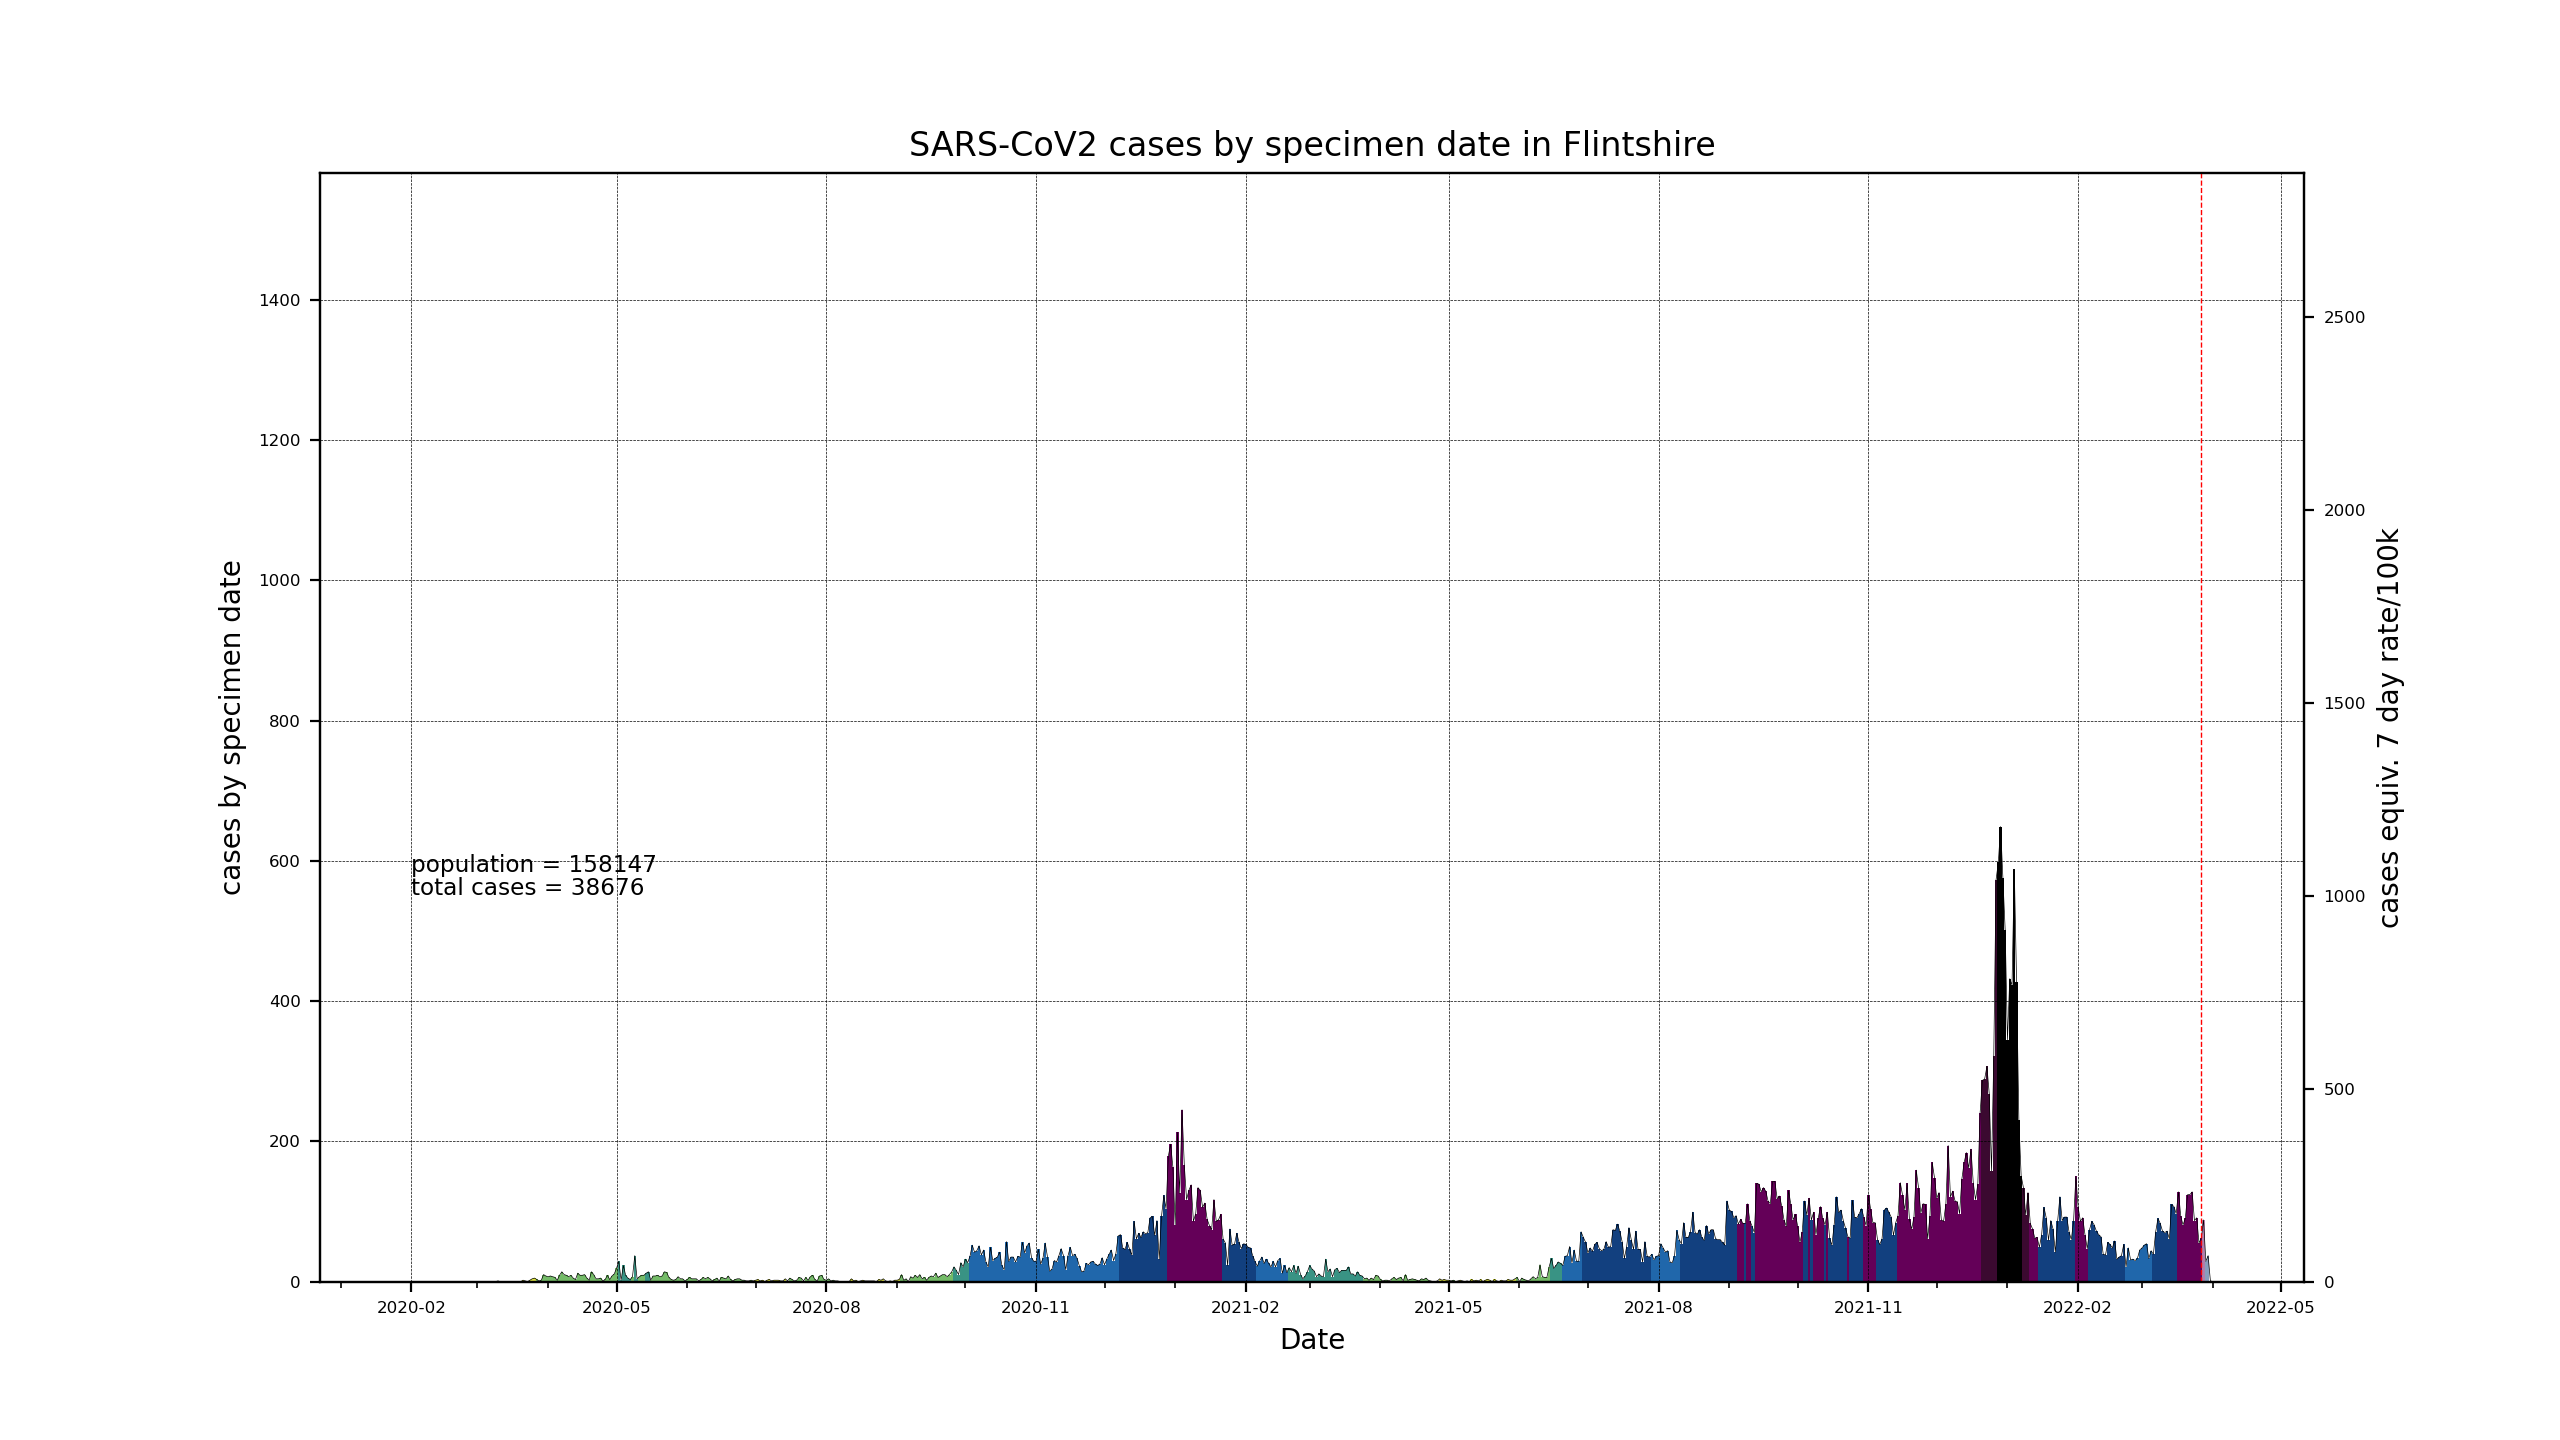 SARS-CoV2 cases by specimen date in Flintshire
cases by specimen date
1400
1200
1000
800
600
400
200
0
population = 158147
total cases = 38676
2500
2000
1500
1000
500
0
cases equiv. 7 day rate/100k
2020-02 2020-05 2020-08 2020-11 2021-02 2021-05 2021-08 2021-11 2022-02 2022-05
Date